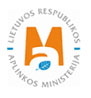 LIETUVOS RESPUBLIKOS
APLINKOS MINISTERIJA